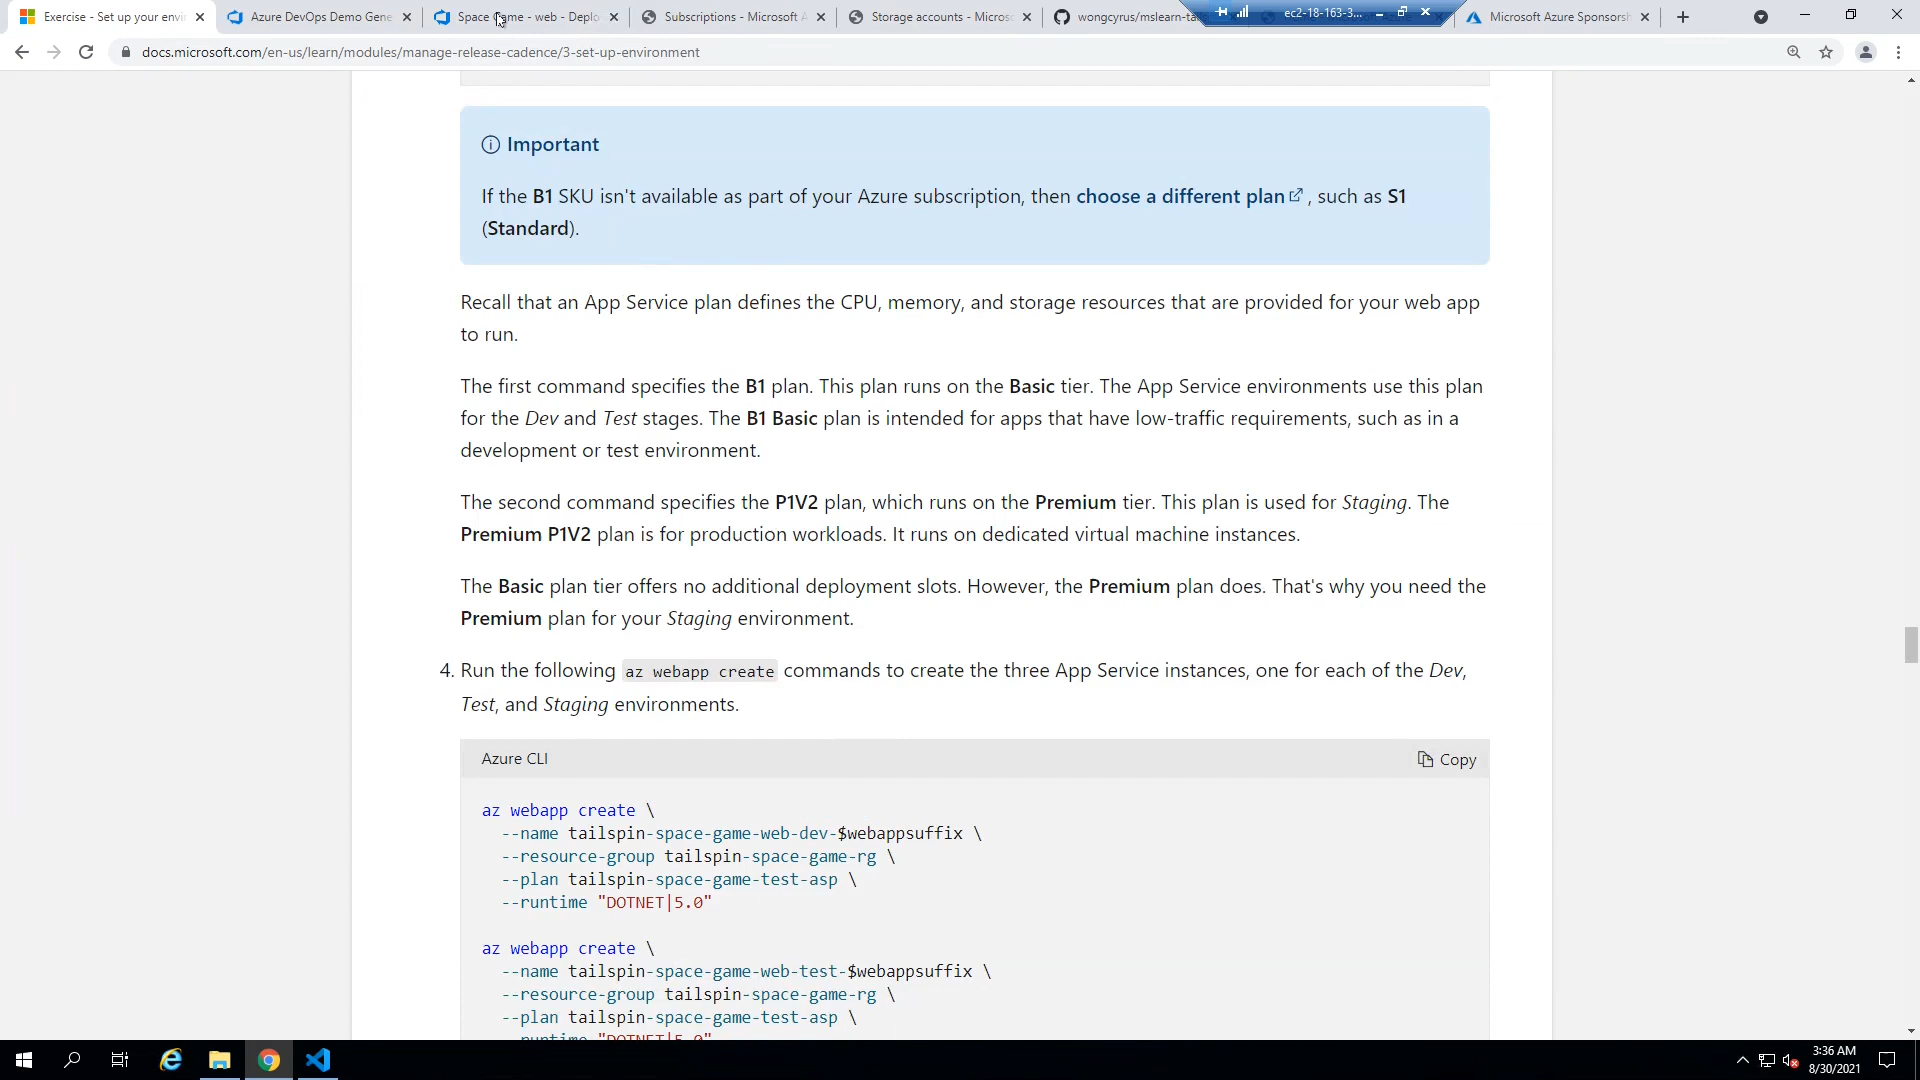 Exercise - Set up your envi
Azure DevOps Demo Gene
Space Game - web - Deplo
Subscriptions - Microsoft A
Storage accounts - Micros
wongcyrus/mslearn-tails
ec2-18-163-3...
Microsoft Azure Sponsorsh
docs.microsoft.com/en-us/learn/modules/manage-release-cadence/3-set-up-environment
Important
If the B1 SKU isn't available as part of your Azure subscription, then choose a different plan , such as S1
(Standard).
Recall that an App Service plan defines the CPU, memory, and storage resources that are provided for your web app
to run.
The first command specifies the B1 plan. This plan runs on the Basic tier. The App Service environments use this plan
for the Dev and Test stages. The B1 Basic plan is intended for apps that have low-traffic requirements, such as in a
development or test environment.
The second command specifies the P1V2 plan, which runs on the Premium tier. This plan is used for Staging. The
Premium P1V2 plan is for production workloads. It runs on dedicated virtual machine instances.
The Basic plan tier offers no additional deployment slots. However, the Premium plan does. That's why you need the
Premium plan for your Staging environment.
4. Run the following az webapp create commands to create the three App Service instances, one for each of the Dev,
Test, and Staging environments.
Azure CLI
Copy
az webapp create \
--name tailspin-space-game-web-dev-$webappsuffix \
--resource-group tailspin-space-game-rg \
--plan tailspin-space-game-test-asp \
--runtime "DOTNET|5.0"
az webapp create \
--name tailspin-space-game-web-test-$webappsuffix \
--resource-group tailspin-space-game-rg \
--plan tailspin-space-game-test-asp \
--runtime "DOTNET|5.0"
3:36 AM
8/30/2021